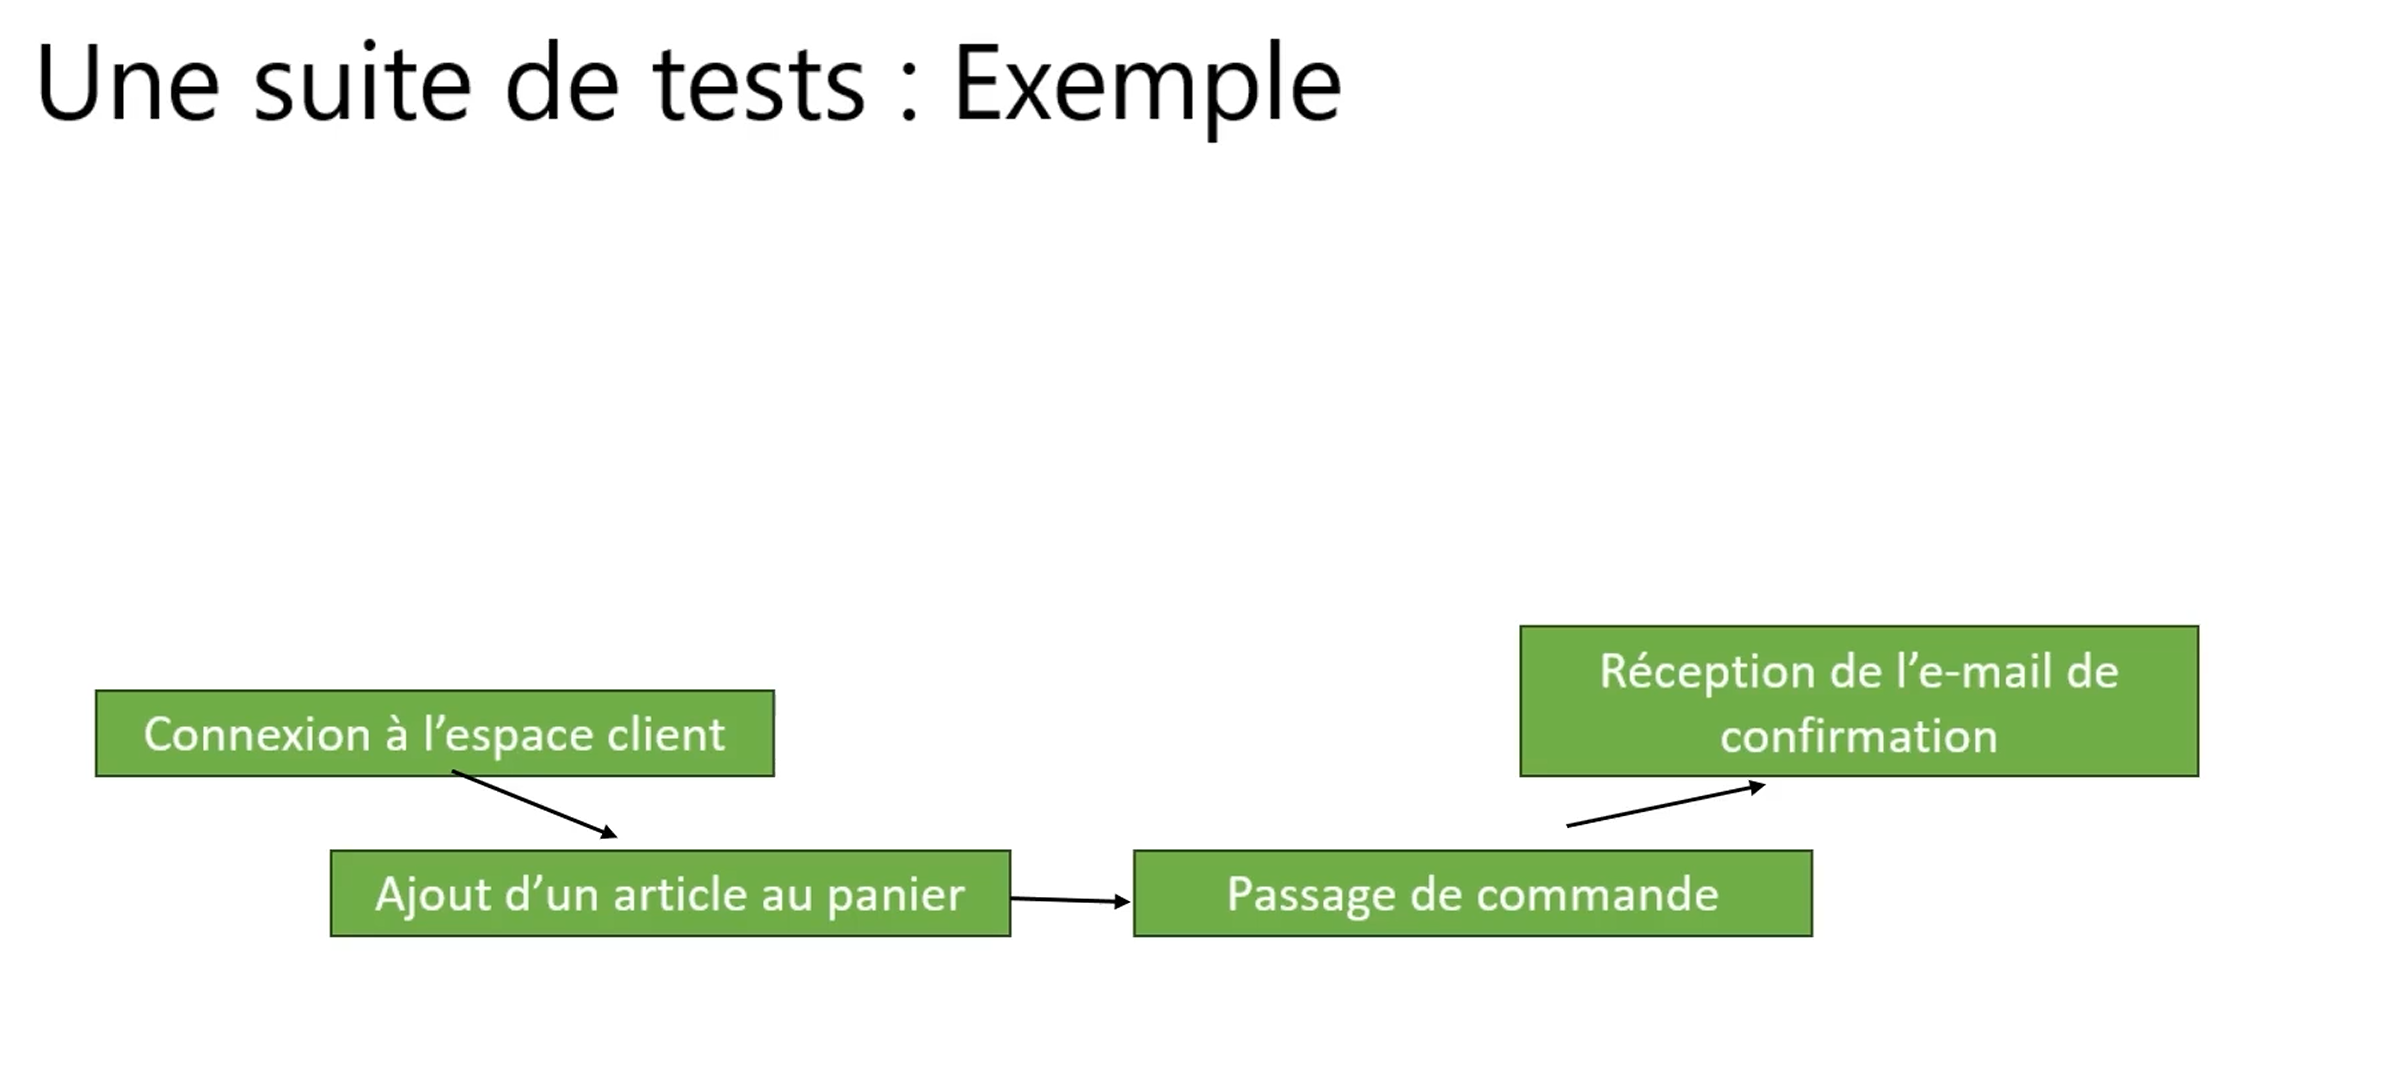 Une suite de tests : Exemple
Connexion à l’espace client
Ajout d’un article au panier
Passage de commande
Réception de l’e-mail de
confirmation